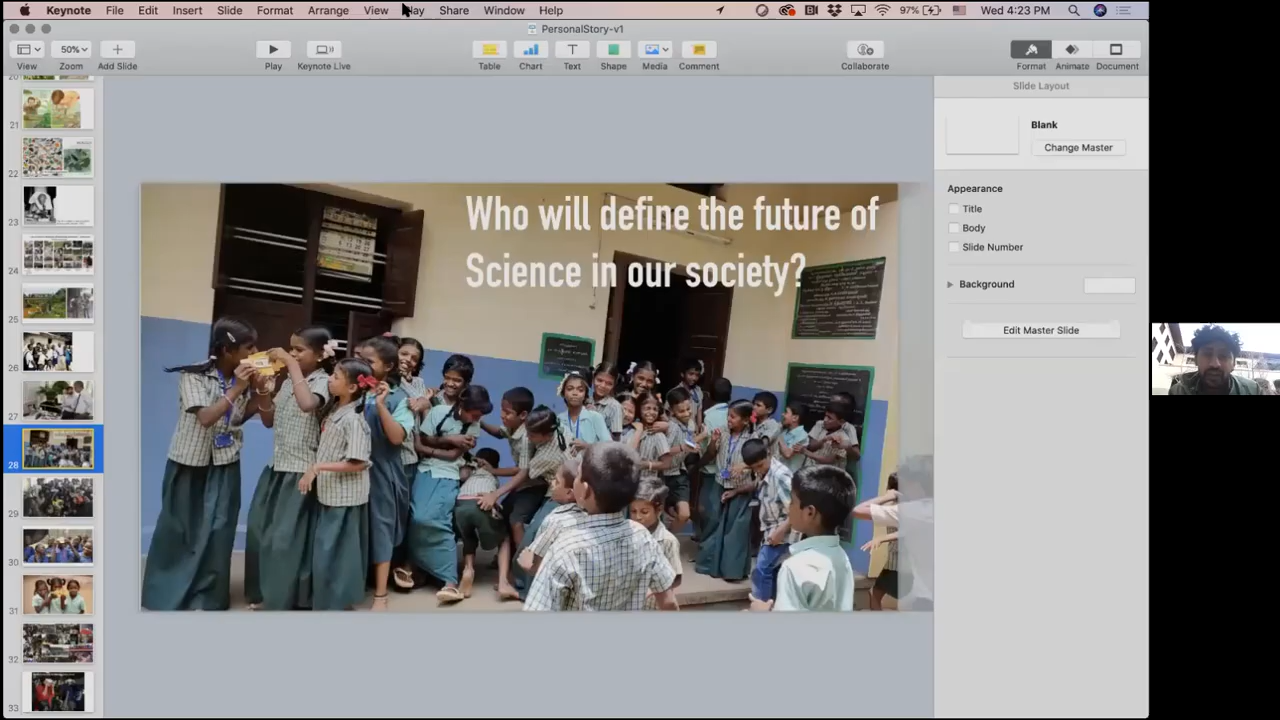 Keynote File Edit Insert Slide Format Arrange View Play Share Window Help 97% Wed 4:23 PM
PersonalStory-v1
50%
View Zoom Add Slide Play Keynote Live Table Chart Text Shape Media Comment Collaborate Format Animate Document
Slide Layout
Blank
Change Master
Appearance
Title
Body
Slide Number
Background
Edit Master Slide
Who will define the future of
Science in our society?
21
22
23
24
25
26
27
28
29
30
31
32
33